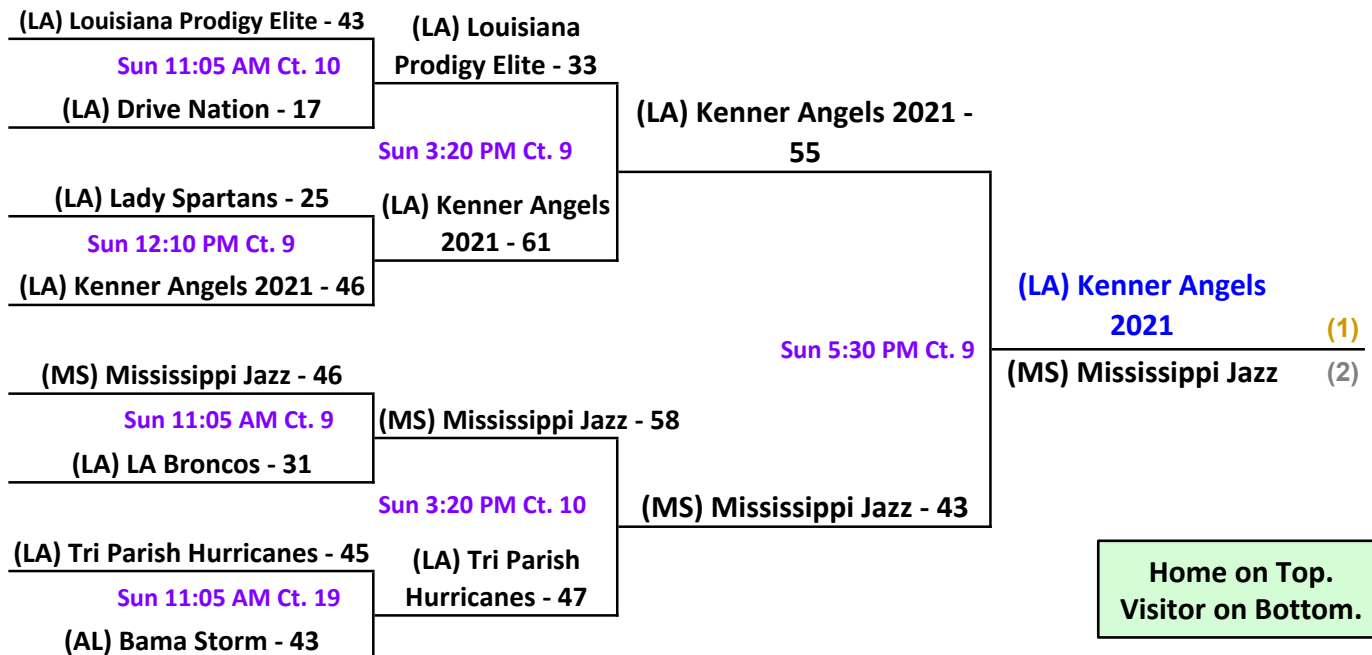 (LA) Louisiana Prodigy Elite - 43
Sun 11:05 AM Ct. 10
(LA) Drive Nation - 17
(LA) Lady Spartans - 25
Sun 12:10 PM Ct. 9
(LA) Kenner Angels 2021 - 46
(MS) Mississippi Jazz - 46
Sun 11:05 AM Ct. 9
(LA) LA Broncos - 31
(LA) Tri Parish Hurricanes - 45
Sun 11:05 AM Ct. 19
(AL) Bama Storm - 43
(LA) Louisiana
Prodigy Elite - 33
Sun 3:20 PM Ct. 9
(LA) Kenner Angels
2021 - 61
(MS) Mississippi Jazz - 58
Sun 3:20 PM Ct. 10
(LA) Tri Parish
Hurricanes - 47
(LA) Kenner Angels 2021 -
55
Sun 5:30 PM Ct. 9
(MS) Mississippi Jazz - 43
(LA) Kenner Angels
2021 (1)
(MS) Mississippi Jazz (2)
Home on Top.
Visitor on Bottom.